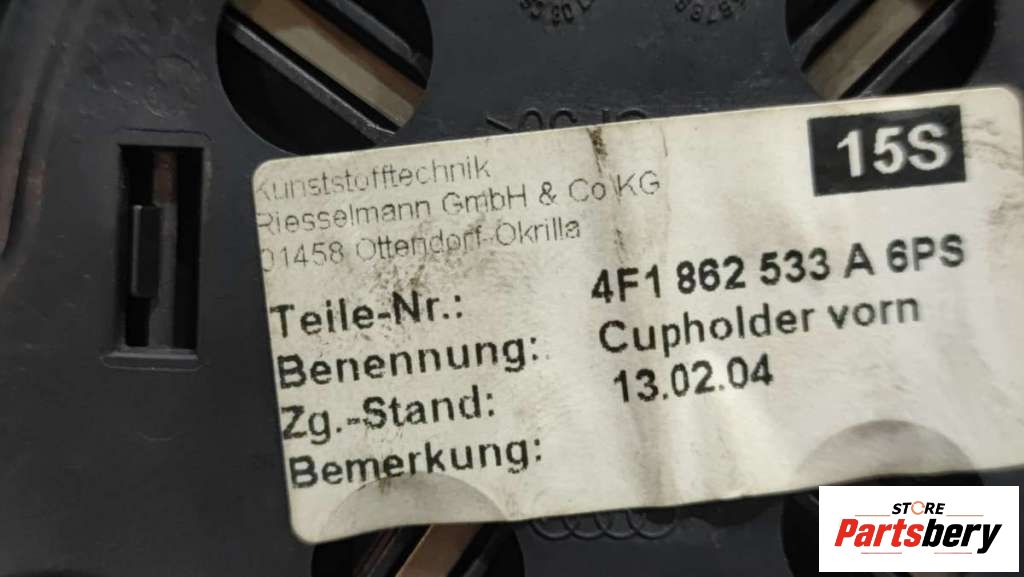 15S
Kunststofftechnik
Riesselmann GmbH & Co KG
01458 Ottendorf-Okrilla
Teile-Nr.: 4F1 862 533 A 6PS
Benennung: Cupholder vorn
Zg.-Stand: 13.02.04
Bemerkung:
STORE
Partsbery